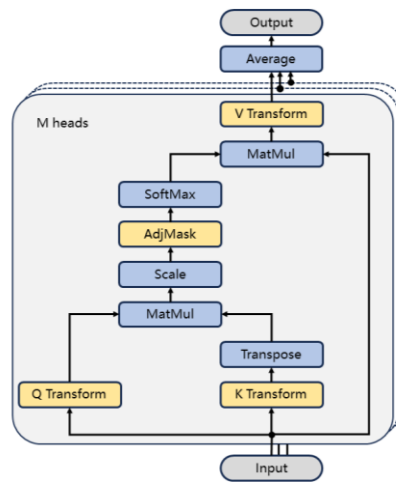 Output
Average
V Transform
M heads
MatMul
SoftMax
AdjMask
Scale
MatMul
Transpose
Q Transform
K Transform
Input